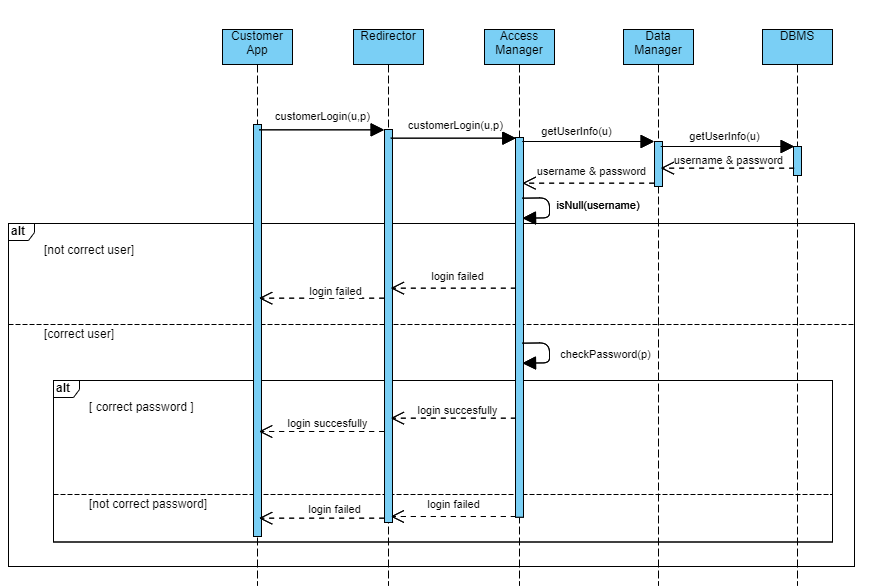 Customer
App
Redirector
Access
Manager
Data
Manager
DBMS
customerLogin(u,p)
customerLogin(u,p)
getUserInfo(u)
getUserInfo(u)
username & password
username & password
isNull(username)
alt
[not correct user]
login failed
login failed
[correct user]
checkPassword(p)
alt
[ correct password ]
login succesfully
login succesfully
[not correct password]
login failed
login failed